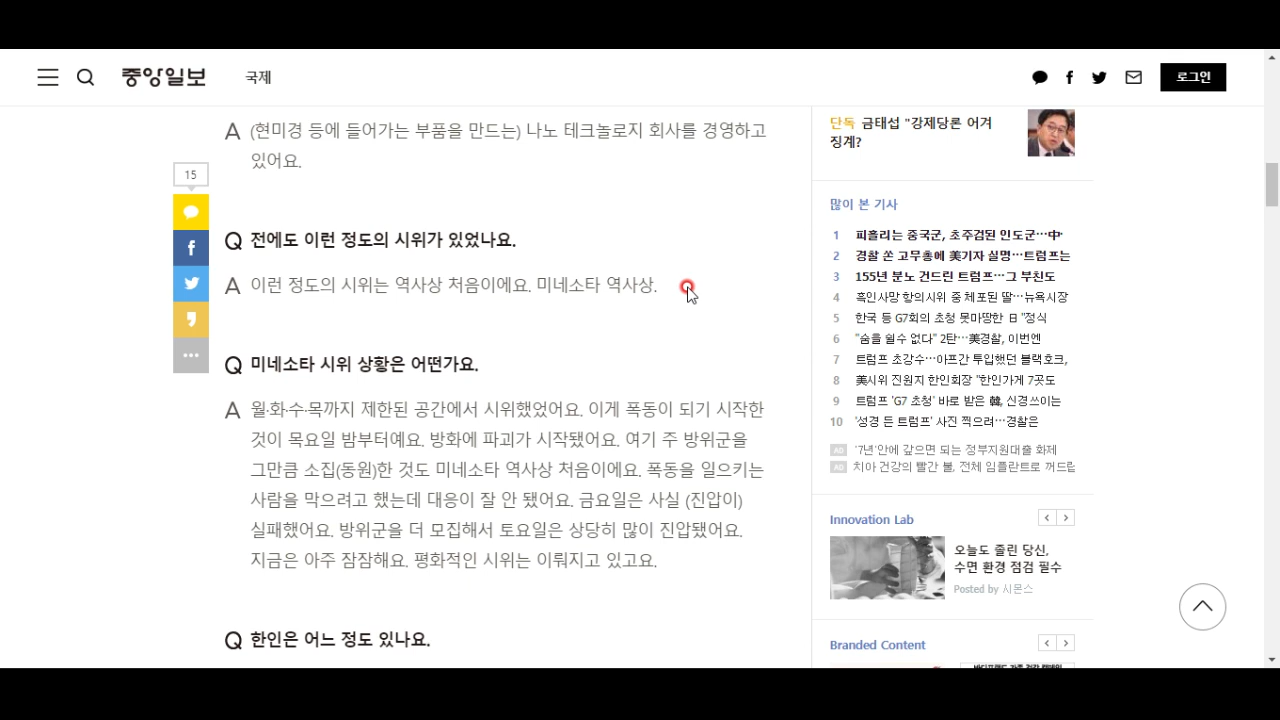 중앙일보
국제
로그인
A (현미경 등에 들어가는 부품을 만드는) 나노 테크놀로지 회사를 경영하고
있어요.
15
Q 전에도 이런 정도의 시위가 있었나요.
A 이런 정도의 시위는 역사상 처음이에요. 미네소타 역사상.
Q 미네소타 시위 상황은 어떤가요.
A 월·화·수·목까지 제한된 공간에서 시위했었어요. 이게 폭동이 되기 시작한
것이 목요일 밤부터예요. 방화에 파괴가 시작됐어요. 여기 주 방위군을
그만큼 소집(동원)한 것도 미네소타 역사상 처음이에요. 폭동을 일으키는
사람을 막으려고 했는데 대응이 잘 안 됐어요. 금요일은 사실 (진압이)
실패했어요. 방위군을 더 모집해서 토요일은 상당히 많이 진압됐어요.
지금은 아주 잠잠해요. 평화적인 시위는 이뤄지고 있고요.
Q 한인은 어느 정도 있나요.
단독 금태섭 "강제당론 어겨
징계?
많이 본 기사
1 피흘리는 중국군, 초주검된 인도군…中·
2 경찰 쏜 고무총에 美기자 실명…트럼프는
3 155년 분노 건드린 트럼프…그 부친도
4 흑인사망 항의시위 중 체포된 딸…뉴욕시장
5 한국 등 G7회의 초청 못마땅한 日 "정식
6 "숨을 쉴수 없다" 2탄…美경찰, 이번엔
7 트럼프 초강수…아프간 투입했던 블랙호크,
8 美시위 진원지 한인회장 "한인가게 7곳도
9 트럼프 'G7 초청' 바로 받은 韓, 신경쓰이는
10 '성경 든 트럼프' 사진 찍으려…경찰은
AD '7년'안에 갚으면 되는 정부지원대출 화제
AD 치아 건강의 빨간 불, 전체 임플란트로 꺼드립
Innovation Lab
오늘도 졸린 당신,
수면 환경 점검 필수
Posted by 시몬스
Branded Content